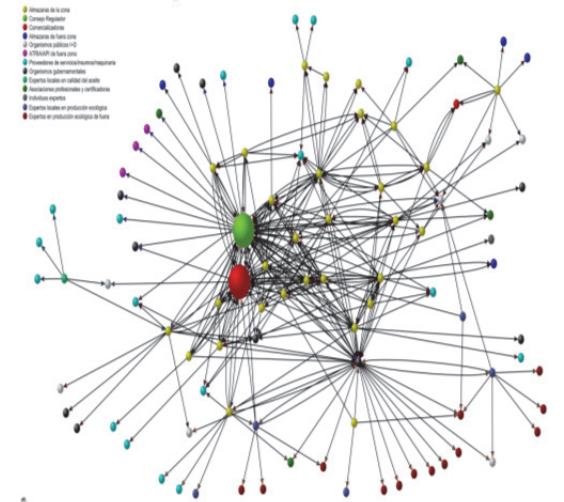 Almazaras de la zona
Consejo Regulador
Comercializadoras
Almazaras de fuera zona
Organismos públicos I+D
ATRIA/API de fuera zona
Proveedores de servicios/insumos/maquinaria
Organismos gubernamentales
Expertos locales en calidad del aceite
Asociaciones profesionales y certificadoras
Individuos expertos
Expertos locales en producción ecológica
Expertos en producción ecológica de fuera